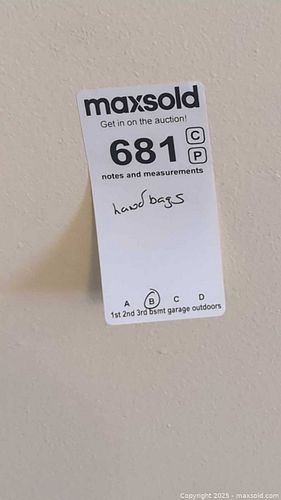 maxsold
Get in on the auction!
681 C
P
notes and measurements
hand bags
A B C D
1st 2nd 3rd bsmt garage outdoors
Copyright 2025 - maxsold.com